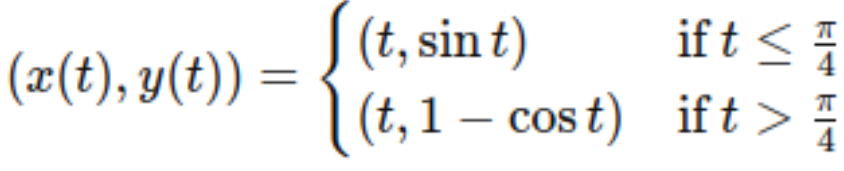 (x(t), y(t)) = { (t, sin t) if t ≤ π/4
(t, 1 − cos t) if t > π/4